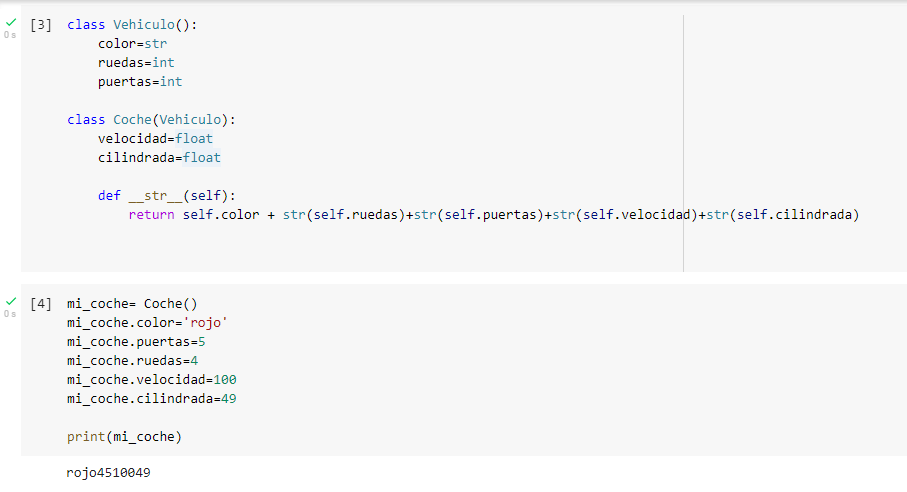 [3] class Vehiculo():
color=str
ruedas=int
puertas=int
class Coche(Vehiculo):
velocidad=float
cilindrada=float
def __str__(self):
return self.color + str(self.ruedas)+str(self.puertas)+str(self.velocidad)+str(self.cilindrada)
0 s
[4] mi_coche= Coche()
mi_coche.color='rojo'
mi_coche.puertas=5
mi_coche.ruedas=4
mi_coche.velocidad=100
mi_coche.cilindrada=49
print(mi_coche)
0 s
rojo4510049